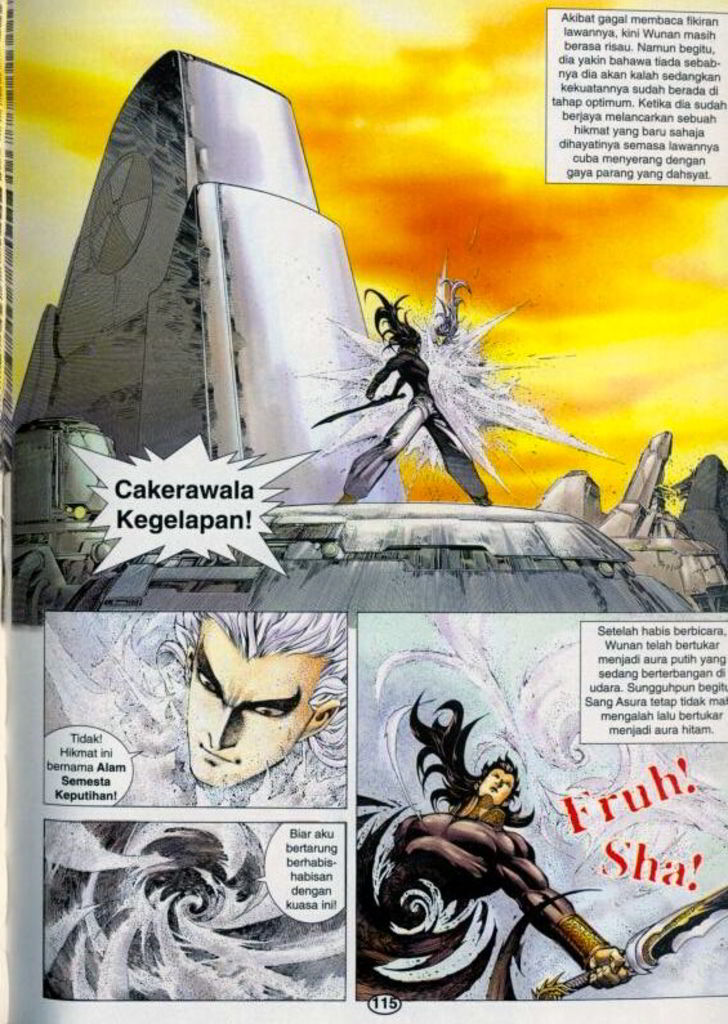 Akibat gagal membaca fikiran
lawannya, kini Wunan masih
berasa risau. Namun begitu,
dia yakin bahawa tiada sebab-
nya dia akan kalah sedangkan
kekuatannya sudah berada di
tahap optimum. Ketika dia sudah
berjaya melancarkan sebuah
hikmat yang baru sahaja
dihayatinya semasa lawannya
cuba menyerang dengan
gaya parang yang dahsyat.
Cakerawala
Kegelapan!
Tidak!
Hikmat ini
bernama Alam
Semesta
Keputihan!
Setelah habis berbicara,
Wunan telah bertukar
menjadi aura putih yang
sedang berterbangan di
udara. Sungguhpun begitu
Sang Asura tetap tidak mah
mengalah lalu bertukar
menjadi aura hitam.
Fruh!
Sha!
Biar aku
bertarung
berhabis-
habisan
dengan
kuasa ini!
115